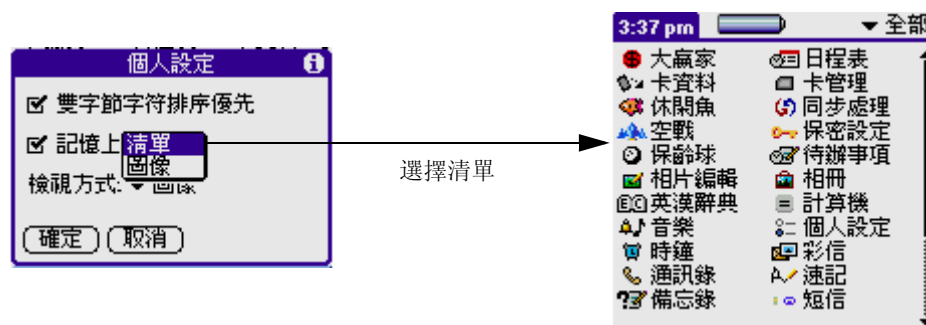 個人設定
雙字節字符排序優先
記憶上
清單
圖像
檢視方式: 圖像
確定 取消
選擇清單
3:37 pm 全部
大贏家 日程表
卡資料 卡管理
休閑魚 同步處理
空戰 保密設定
保齡球 待辦事項
相片編輯 相冊
英漢辭典 計算機
音樂 個人設定
時鐘 彩信
通訊錄 速記
備忘錄 短信